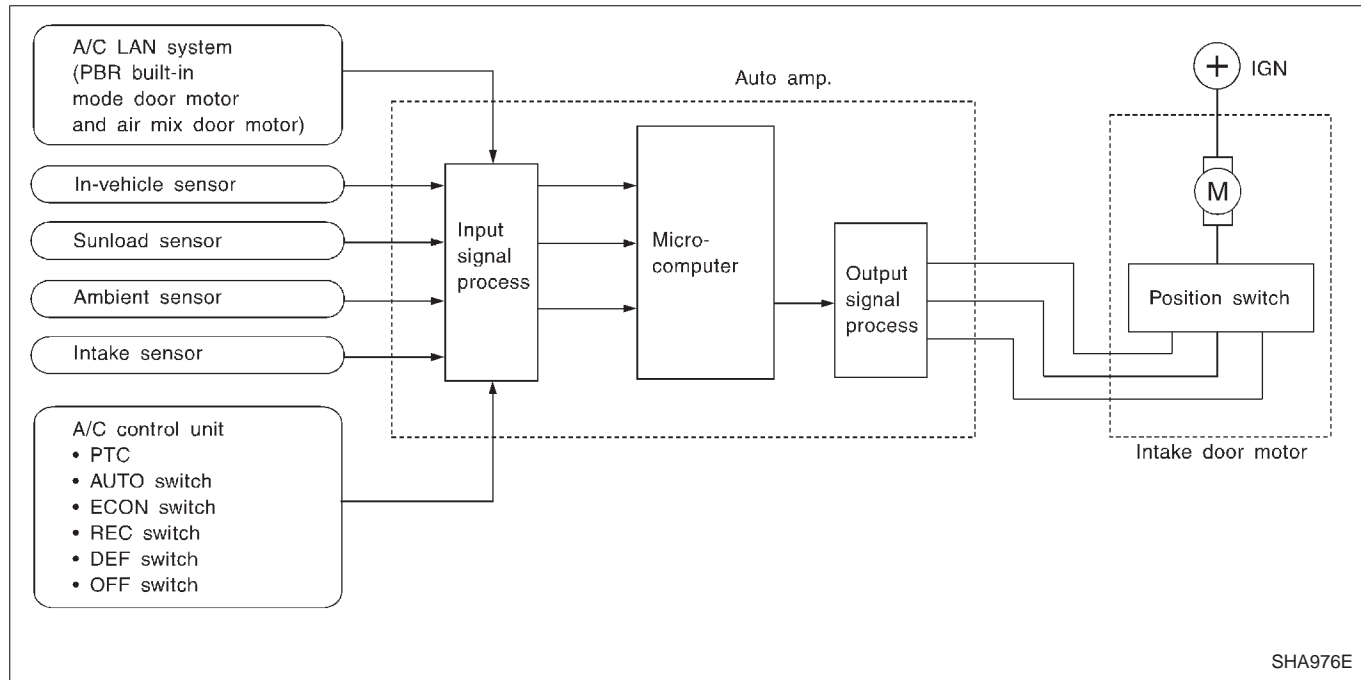 A/C LAN system
(PBR built-in
mode door motor
and air mix door motor)
In-vehicle sensor
Sunload sensor
Ambient sensor
Intake sensor
A/C control unit
• PTC
• AUTO switch
• ECON switch
• REC switch
• DEF switch
• OFF switch
Auto amp.
Input
signal
process
Micro-
computer
Output
signal
process
+ IGN
M
Position switch
Intake door motor
SHA976E